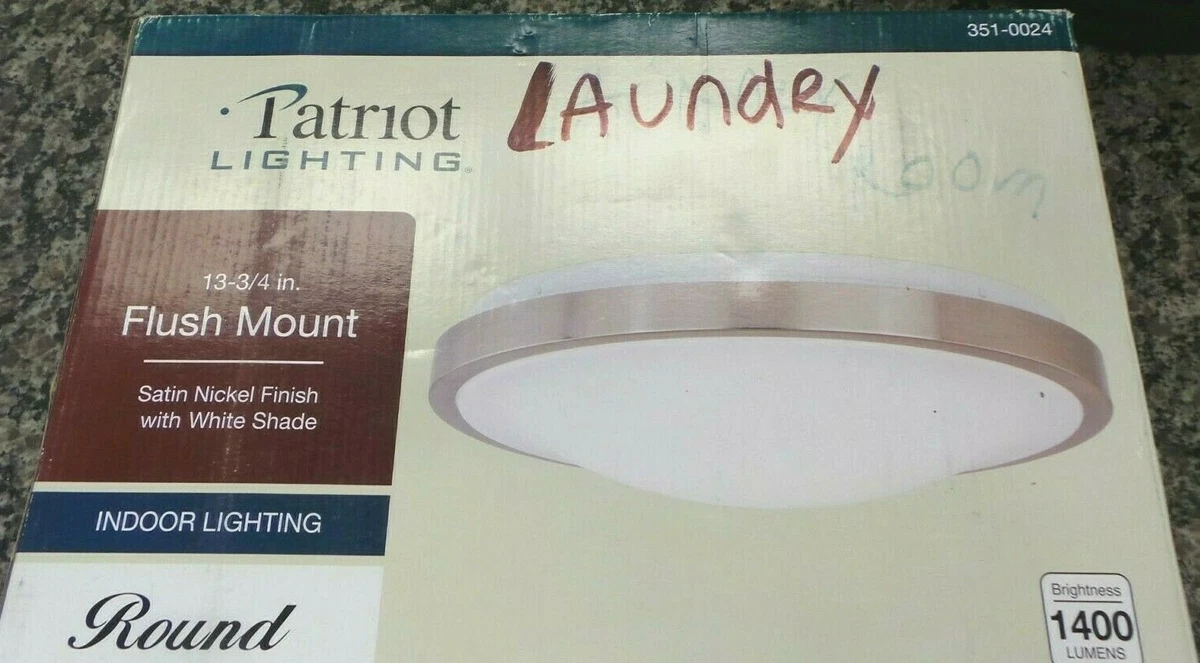 351-0024
Patriot
LIGHTING®
LAundRy
Room
13-3/4 in.
Flush Mount
Satin Nickel Finish
with White Shade
INDOOR LIGHTING
Round
Brightness
1400
LUMENS